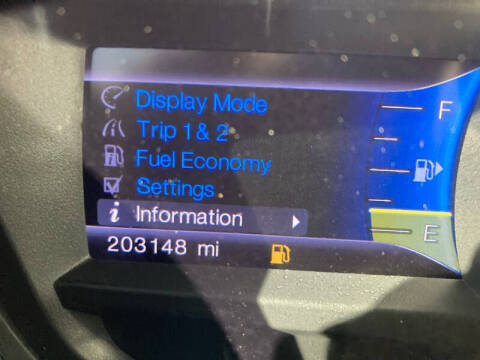 Display Mode
F
Trip 1 & 2
Fuel Economy
Settings
i Information
E
203148 mi